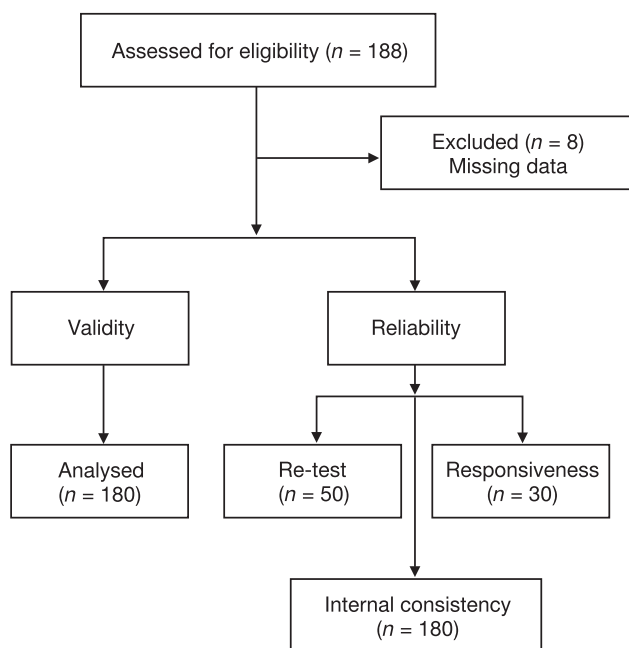 Assessed for eligibility (n = 188)
Excluded (n = 8)
Missing data
Validity
Reliability
Analysed
(n = 180)
Re-test
(n = 50)
Responsiveness
(n = 30)
Internal consistency
(n = 180)